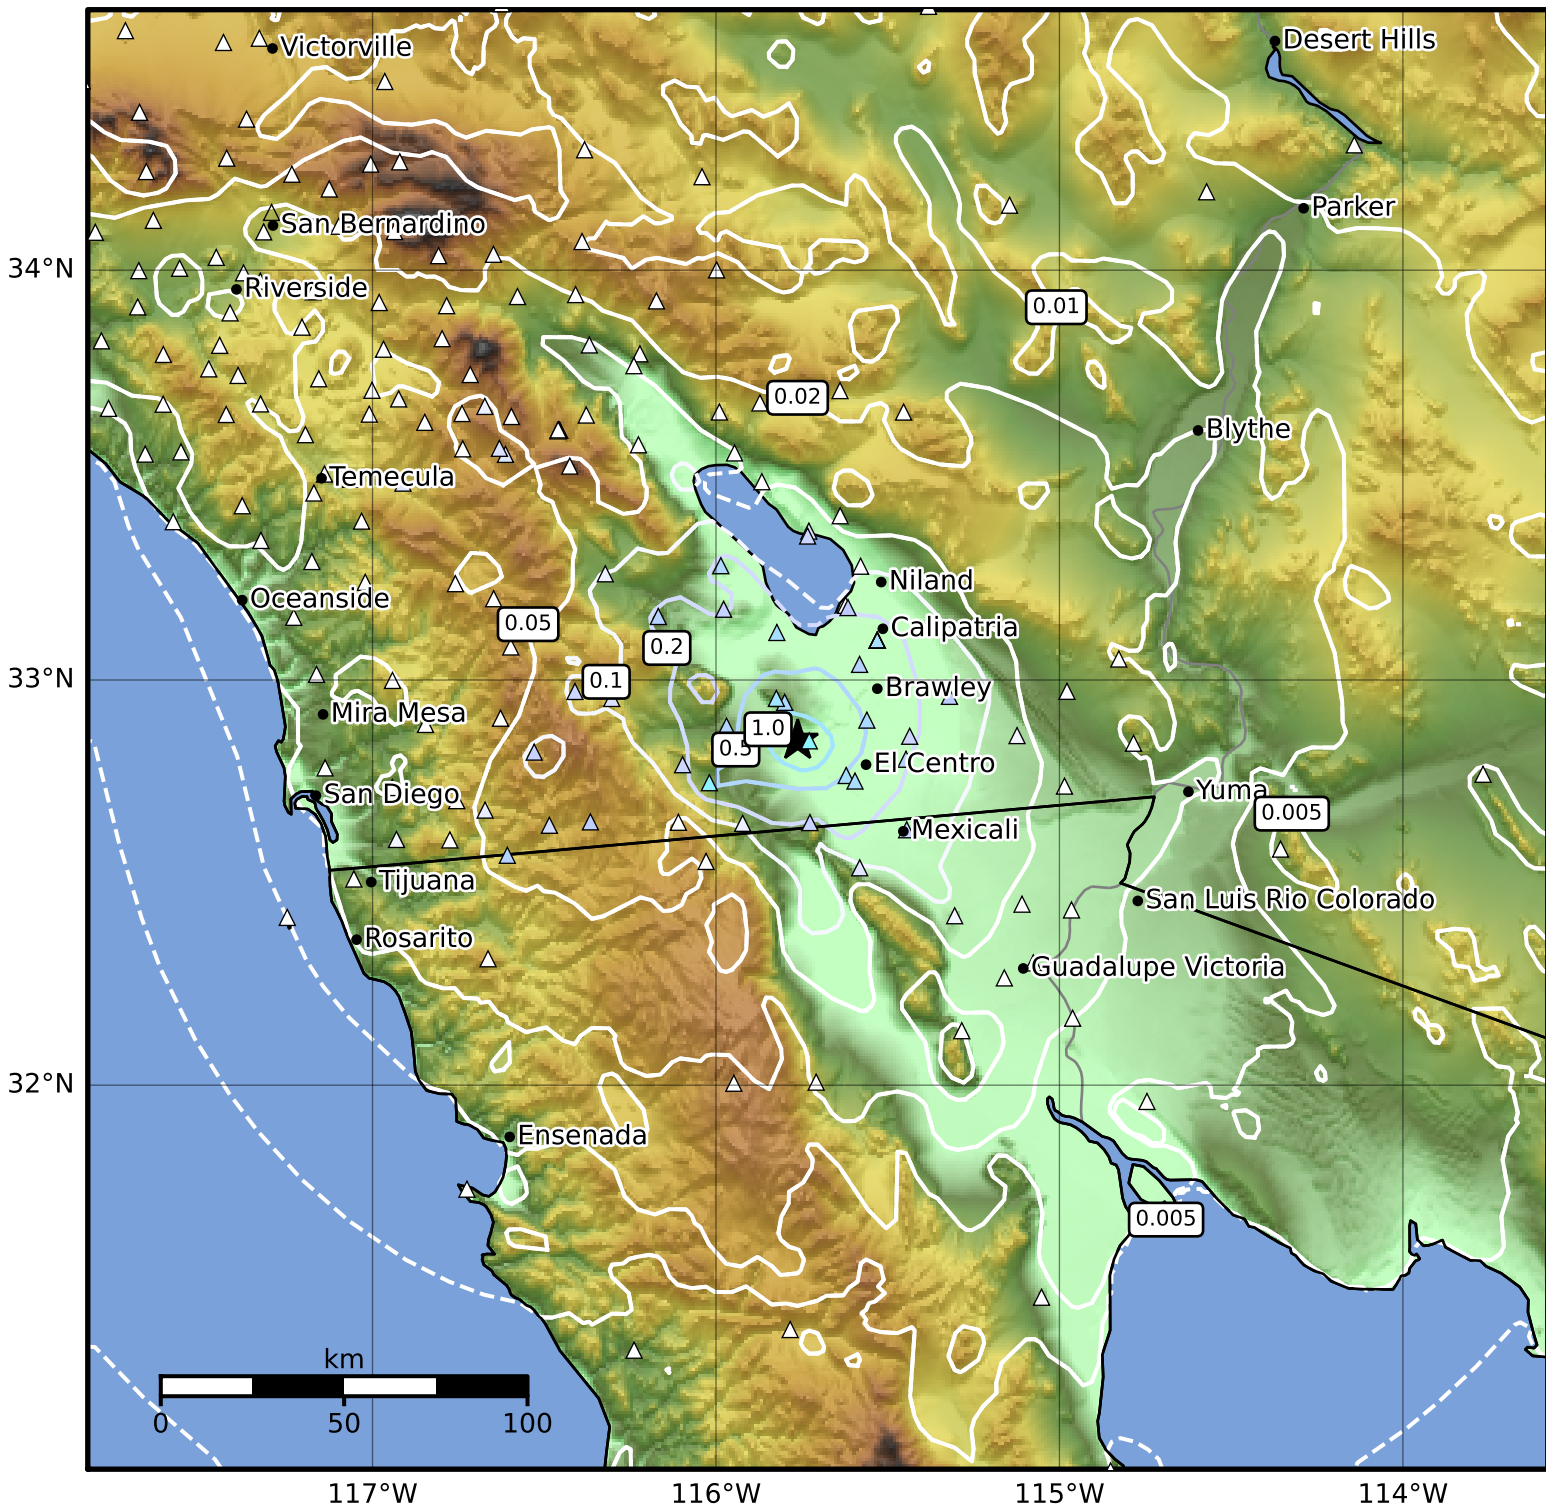 Victorville
Desert Hills
Parker
San Bernardino
34°N
Riverside
0.01
0.02
Blythe
Temecula
Niland
Oceanside
0.05
Calipatria
0.2
33°N
0.1
Brawley
Mira Mesa
1.0
0.5
El Centro
San Diego
Yuma
0.005
Mexicali
Tijuana
San Luis Rio Colorado
Rosarito
Guadalupe Victoria
32°N
Ensenada
0.005
km
0 50 100
117°W 116°W 115°W 114°W